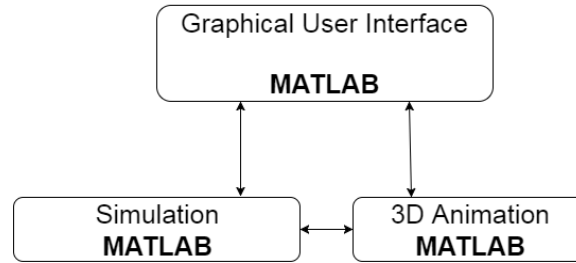 Graphical User Interface
MATLAB
Simulation
MATLAB
3D Animation
MATLAB